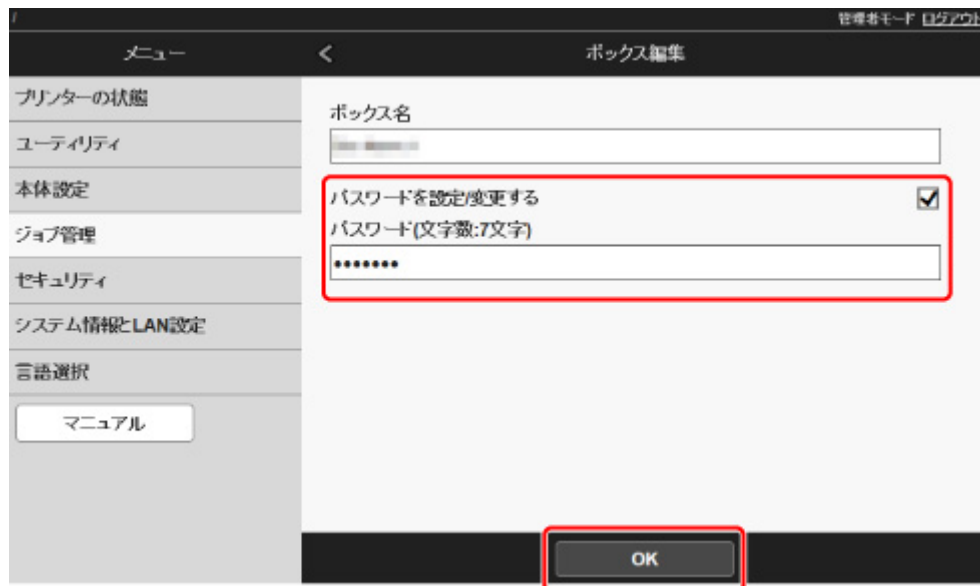 /
管理者モード ログアウト
メニュー
< ボックス編集
プリンターの状態
ユーティリティ
本体設定
ジョブ管理
セキュリティ
システム情報とLAN設定
言語選択
マニュアル
ボックス名
パスワードを設定/変更する
パスワード(文字数:7文字)
•••••••
OK